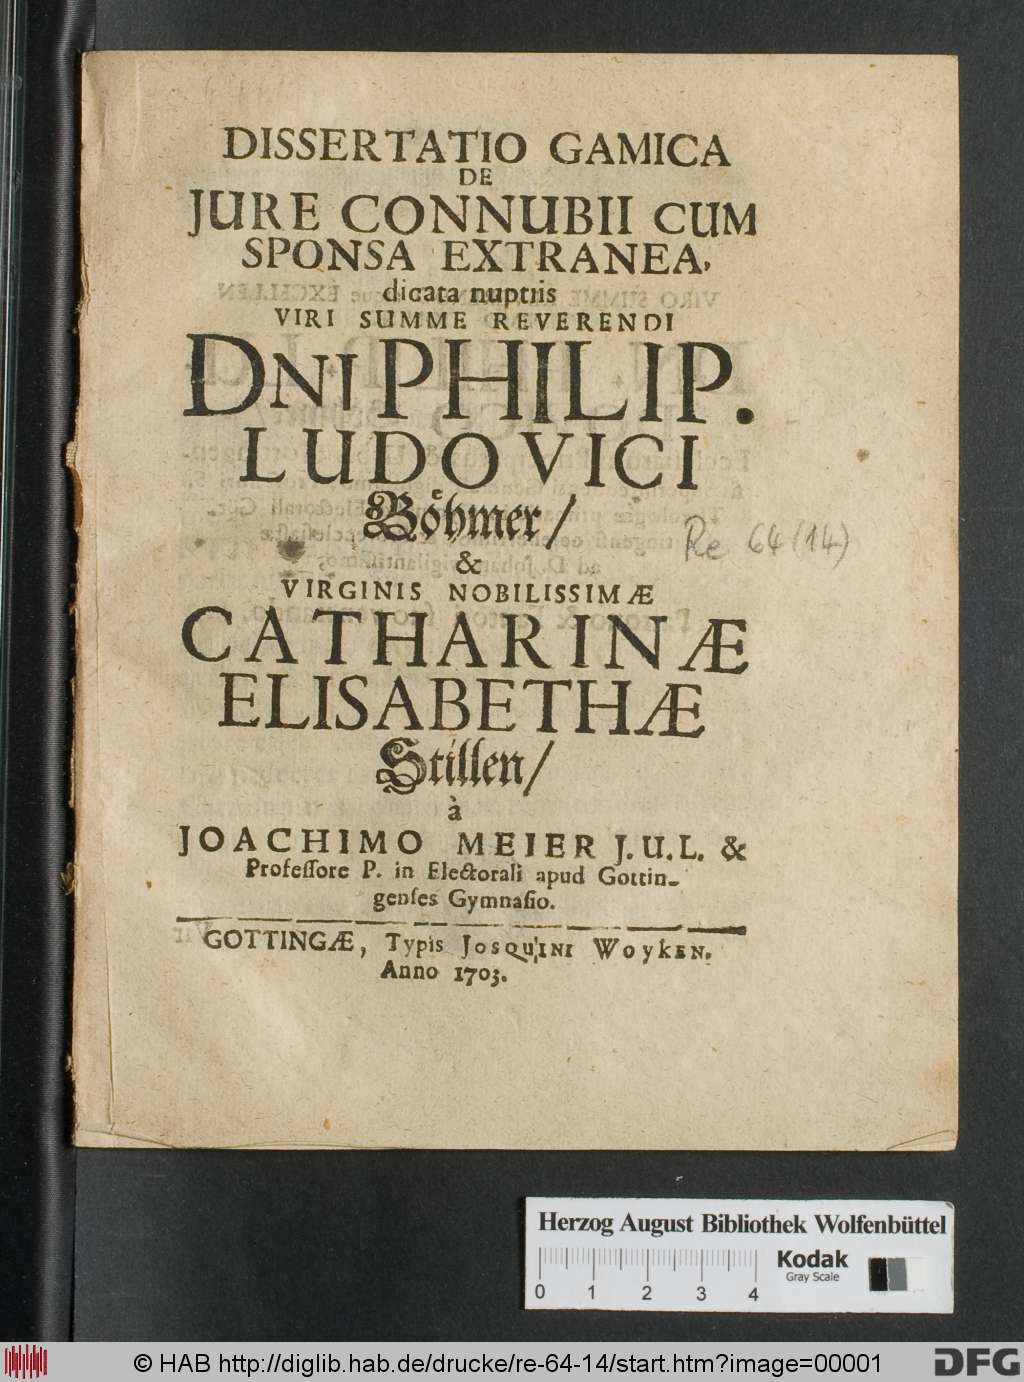 DISSERTATIO GAMICA
DE
JURE CONNUBII CUM
SPONSA EXTRANEA,
dicata nuptiis
VIRI SUMME REVERENDI
DNI PHILIP.
LUDOVICI
Böhmer/
&
VIRGINIS NOBILISSIMÆ
CATHARINÆ
ELISABETHÆ
Stillen/
à
JOACHIMO MEIER J.U.L. &
Professore P. in Electorali apud Gottin-
genses Gymnasio.
GOTTINGÆ, Typis JOSQUINI WOYKEN.
Anno 1703.
Re 64 (14)
Herzog August Bibliothek Wolfenbüttel
Kodak
Gray Scale
0 1 2 3 4
© HAB http://diglib.hab.de/drucke/re-64-14/start.htm?image=00001
DFG